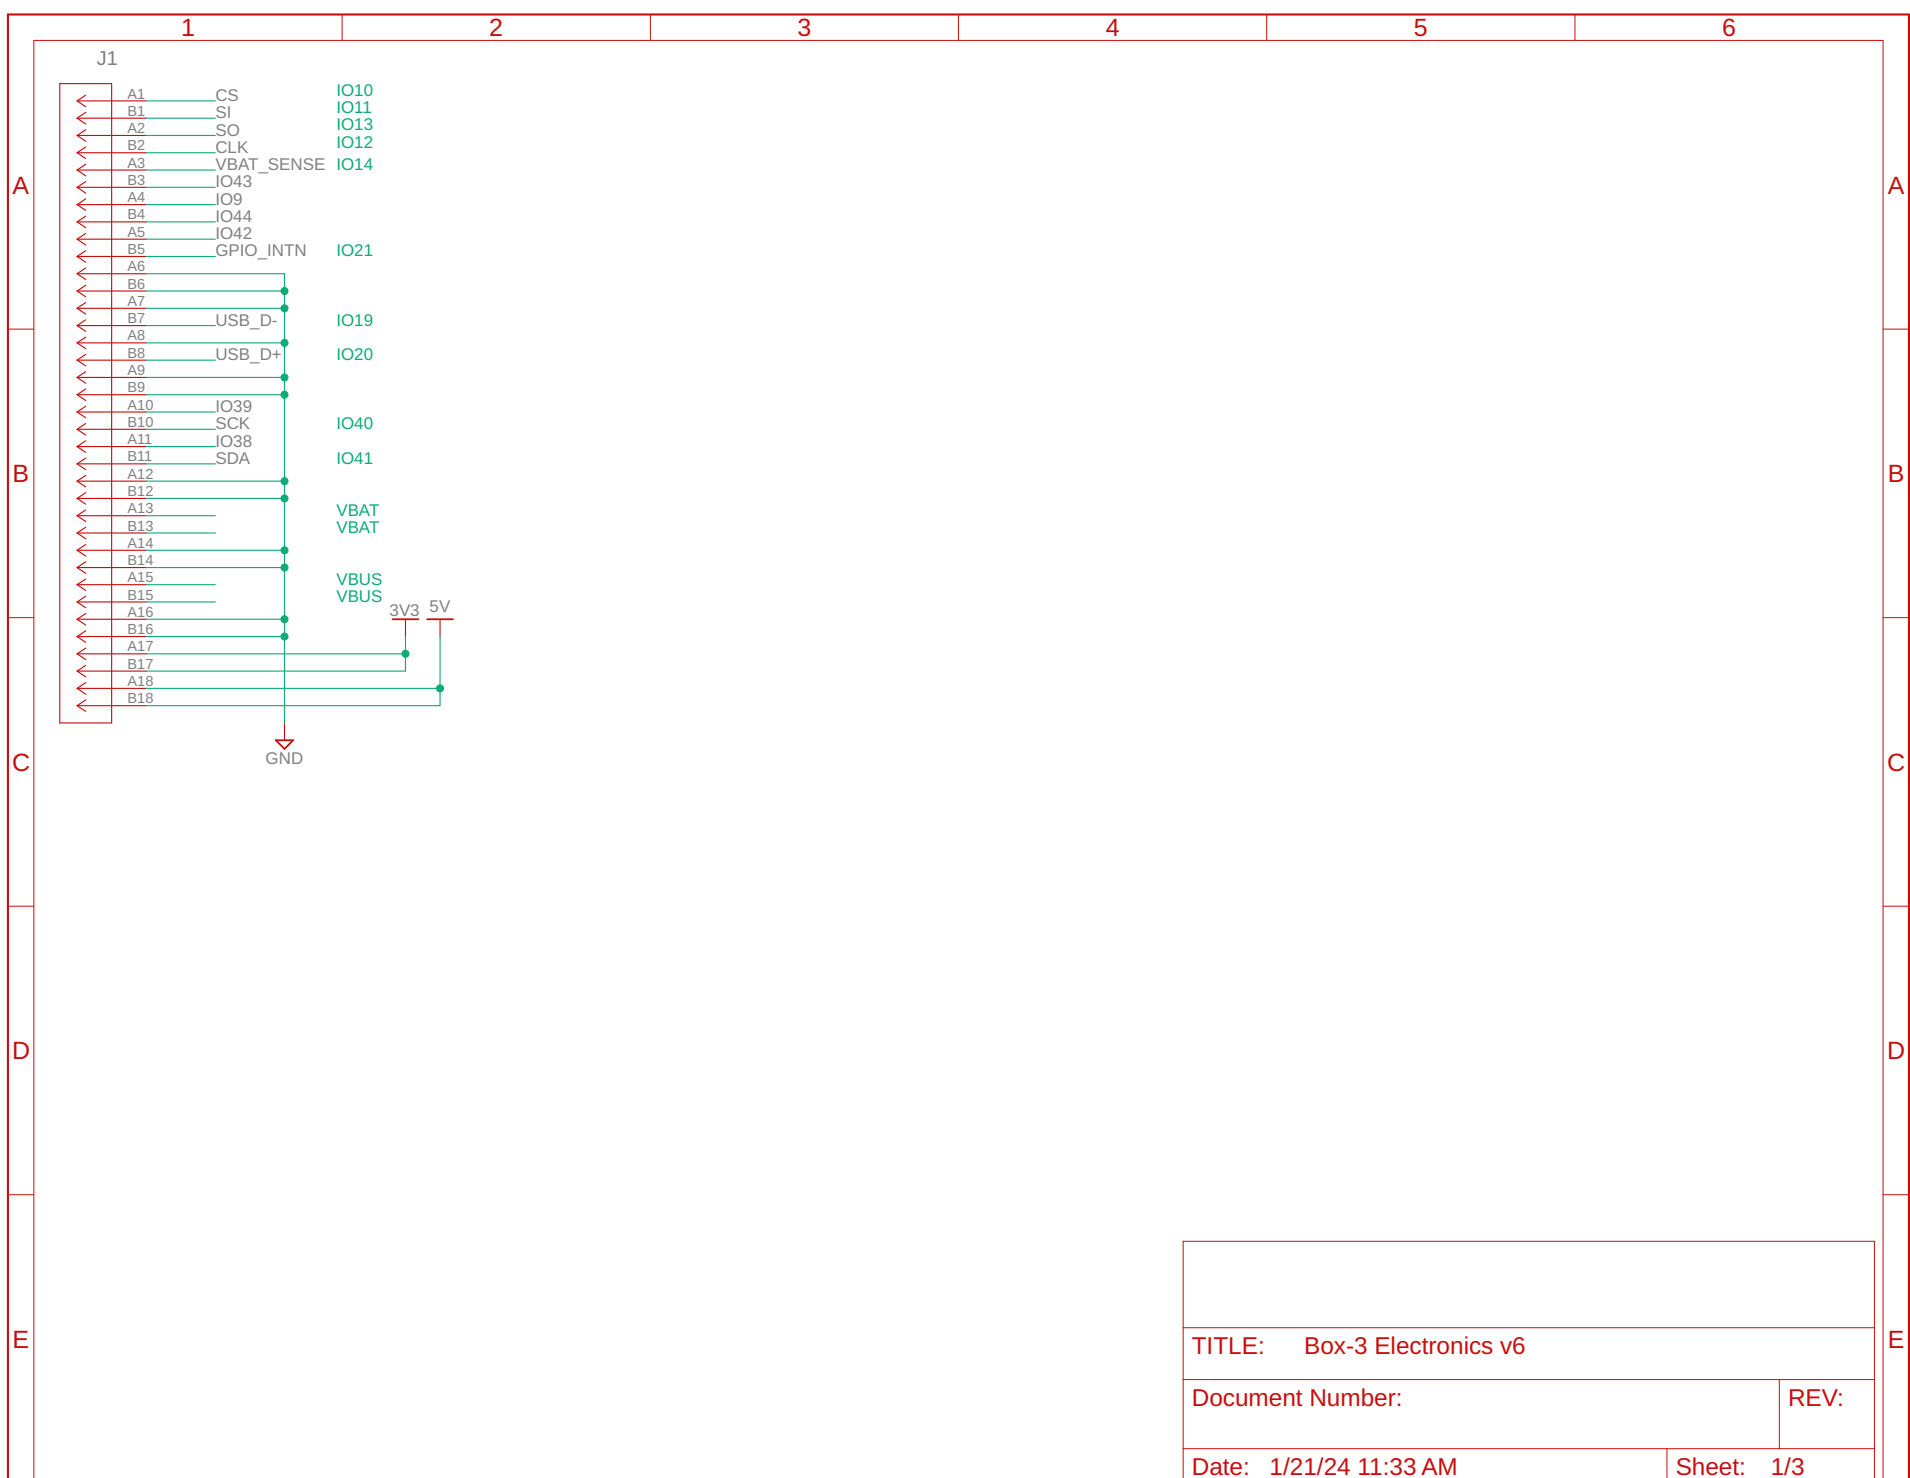 1 2 3 4 5 6
J1
A1 CS IO10
B1 SI IO11
A2 SO IO13
B2 CLK IO12
A3 VBAT_SENSE IO14
B3 IO43
A A
A4 IO9
B4 IO44
A5 IO42
B5 GPIO_INTN IO21
A6
B6
A7
B7 USB_D- IO19
A8
B8 USB_D+ IO20
A9
B9
A10 IO39
B10 SCK IO40
A11 IO38
B11 SDA IO41
B B
A12
B12
A13 VBAT
B13 VBAT
A14
B14
A15 VBUS
B15 VBUS
3V3 5V
A16
B16
A17
B17
A18
B18
GND
C C
D D
E E
TITLE: Box-3 Electronics v6
Document Number: REV:
Date: 1/21/24 11:33 AM Sheet: 1/3